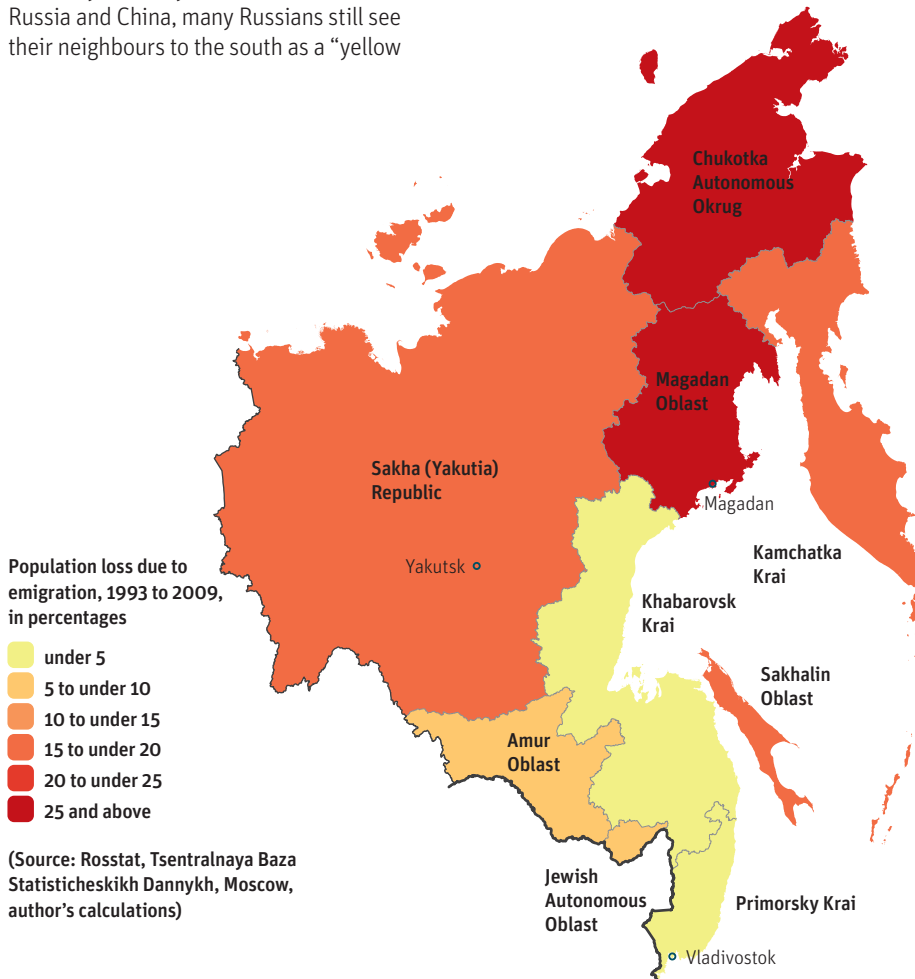 Russia and China, many Russians still see
their neighbours to the south as a “yellow
Chukotka
Autonomous
Okrug
Magadan
Oblast
Sakha (Yakutia)
Republic
Magadan
Yakutsk
Kamchatka
Krai
Khabarovsk
Krai
Sakhalin
Oblast
Amur
Oblast
Jewish
Autonomous
Oblast
Primorsky Krai
Vladivostok
Population loss due to
emigration, 1993 to 2009,
in percentages
under 5
5 to under 10
10 to under 15
15 to under 20
20 to under 25
25 and above
(Source: Rosstat, Tsentralnaya Baza
Statisticheskikh Dannykh, Moscow,
author’s calculations)